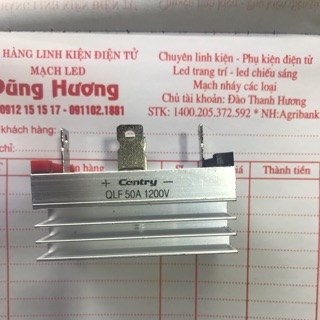 HÀNG LINH KIỆN ĐIỆN TỬ
MẠCH LED
Dũng Hương
0912 15 15 17 - 091102.1881
khách hàng:
Chuyên linh kiện - Phụ kiện điện tử
Led trang trí - led chiếu sáng
Mạch nháy các loại
Chủ tài khoản: Đào Thanh Hương
STK: 1400.205.372.592 * NH: Agribank
Thành tiền
+ Centry −
QLF 50A 1200V